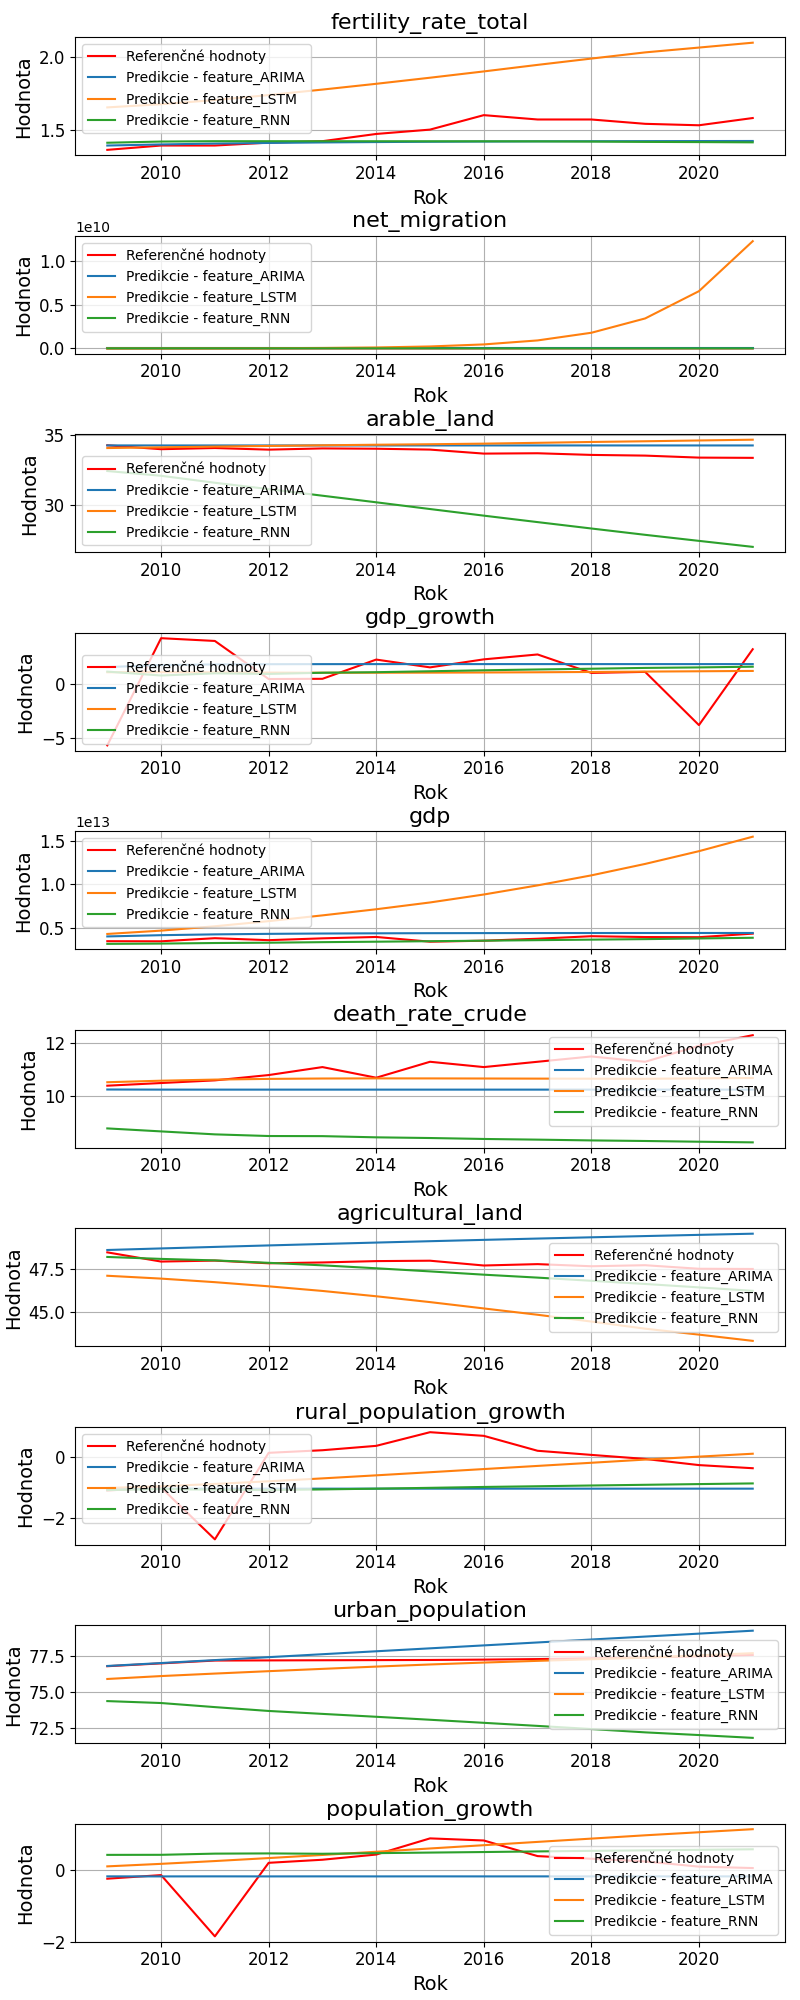 fertility_rate_total
2.0
1.5
Hodnota
Referenčné hodnoty
Predikcie - feature_ARIMA
Predikcie - feature_LSTM
Predikcie - feature_RNN
2010 2012 2014 2016 2018 2020
Rok
net_migration
1e10
1.0
0.5
0.0
Hodnota
Referenčné hodnoty
Predikcie - feature_ARIMA
Predikcie - feature_LSTM
Predikcie - feature_RNN
2010 2012 2014 2016 2018 2020
Rok
arable_land
35
30
Hodnota
Referenčné hodnoty
Predikcie - feature_ARIMA
Predikcie - feature_LSTM
Predikcie - feature_RNN
2010 2012 2014 2016 2018 2020
Rok
gdp_growth
0
−5
Hodnota
Referenčné hodnoty
Predikcie - feature_ARIMA
Predikcie - feature_LSTM
Predikcie - feature_RNN
2010 2012 2014 2016 2018 2020
Rok
gdp
1e13
1.5
1.0
0.5
Hodnota
Referenčné hodnoty
Predikcie - feature_ARIMA
Predikcie - feature_LSTM
Predikcie - feature_RNN
2010 2012 2014 2016 2018 2020
Rok
death_rate_crude
12
10
Hodnota
Referenčné hodnoty
Predikcie - feature_ARIMA
Predikcie - feature_LSTM
Predikcie - feature_RNN
2010 2012 2014 2016 2018 2020
Rok
agricultural_land
47.5
45.0
Hodnota
Referenčné hodnoty
Predikcie - feature_ARIMA
Predikcie - feature_LSTM
Predikcie - feature_RNN
2010 2012 2014 2016 2018 2020
Rok
rural_population_growth
0
−2
Hodnota
Referenčné hodnoty
Predikcie - feature_ARIMA
Predikcie - feature_LSTM
Predikcie - feature_RNN
2010 2012 2014 2016 2018 2020
Rok
urban_population
77.5
75.0
72.5
Hodnota
Referenčné hodnoty
Predikcie - feature_ARIMA
Predikcie - feature_LSTM
Predikcie - feature_RNN
2010 2012 2014 2016 2018 2020
Rok
population_growth
0
−2
Hodnota
Referenčné hodnoty
Predikcie - feature_ARIMA
Predikcie - feature_LSTM
Predikcie - feature_RNN
2010 2012 2014 2016 2018 2020
Rok